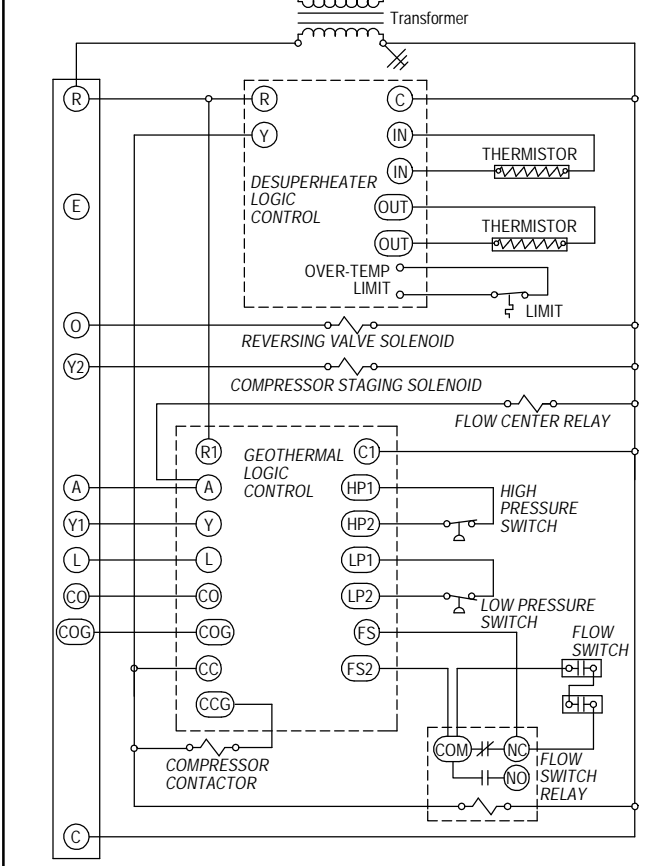 Transformer
R
R
C
Y
IN
THERMISTOR
IN
DESUPERHEATER
LOGIC
CONTROL
E
OUT
THERMISTOR
OUT
OVER-TEMP
LIMIT
LIMIT
O
REVERSING VALVE SOLENOID
Y2
COMPRESSOR STAGING SOLENOID
FLOW CENTER RELAY
R1
GEOTHERMAL
LOGIC
CONTROL
C1
A
A
HP1
HIGH
PRESSURE
SWITCH
Y1
Y
HP2
L
L
LP1
CO
CO
LP2
LOW PRESSURE
SWITCH
COG
COG
FS
FLOW
SWITCH
CC
FS2
CCG
COMPRESSOR
CONTACTOR
COM
NC
NO
FLOW
SWITCH
RELAY
C